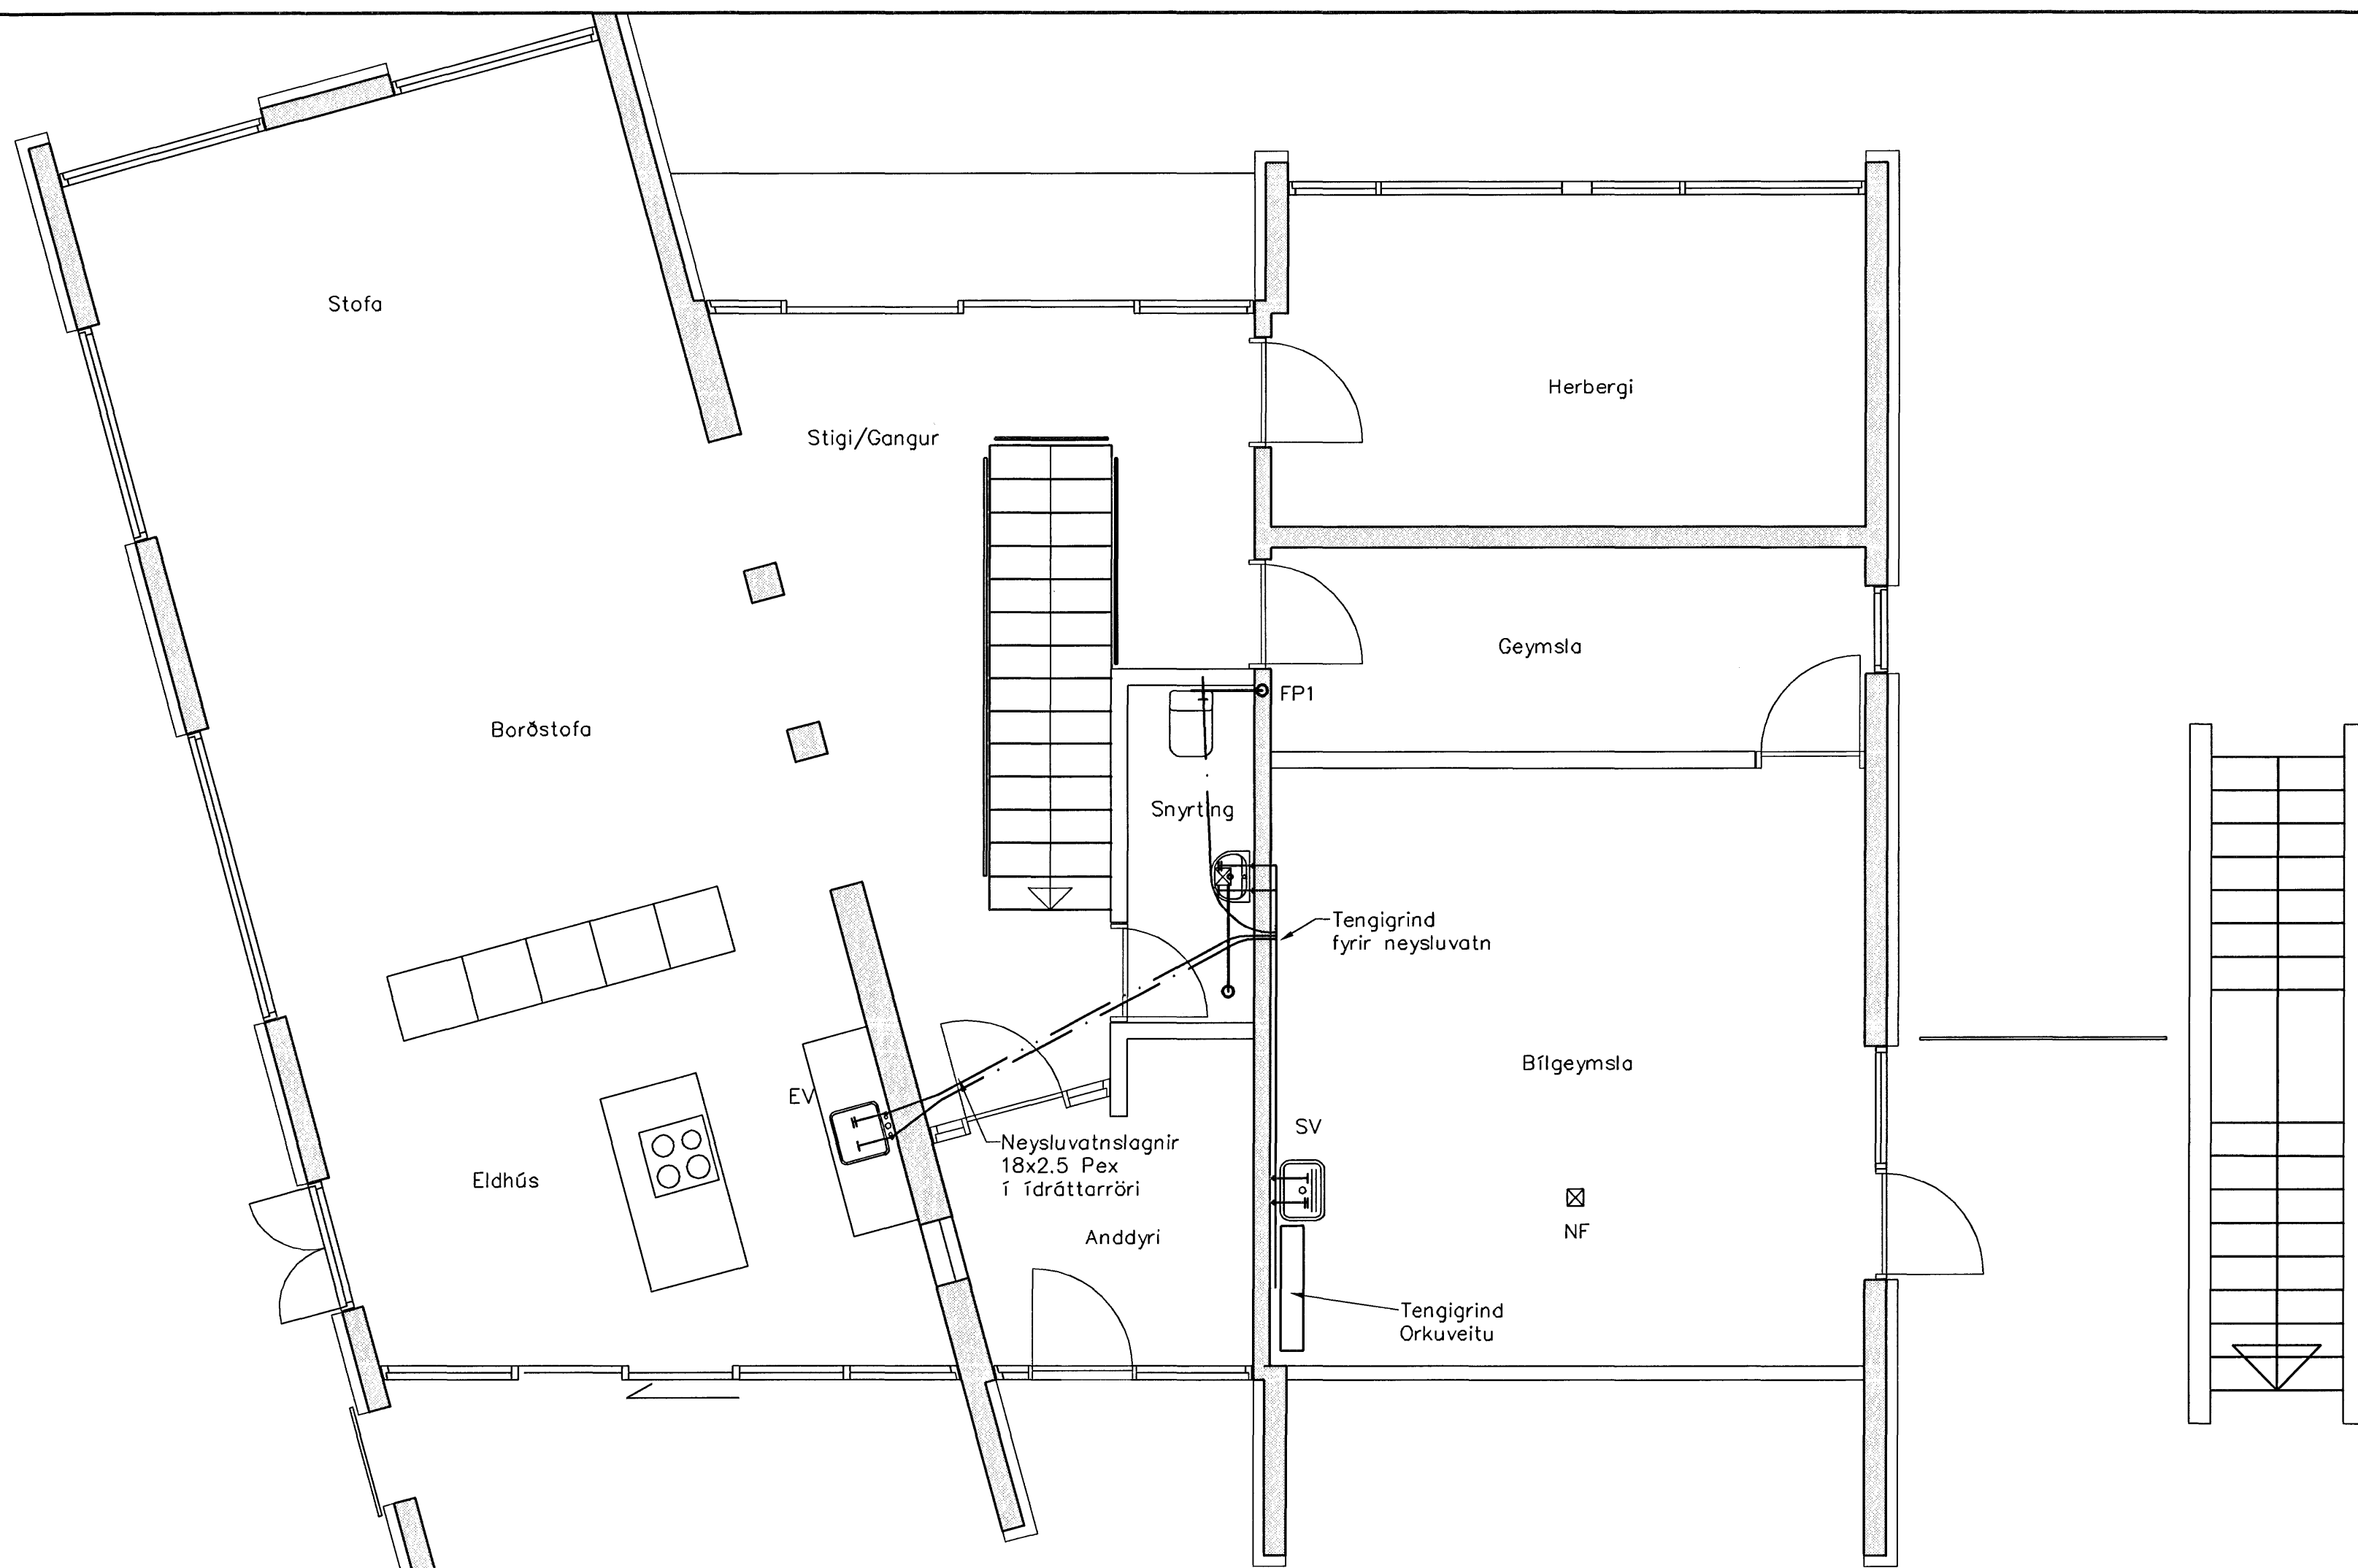 Stofa
Herbergi
Stigi/Gangur
Geymsla
FP1
Borðstofa
Snyrting
Tengigrind
fyrir neysluvatn
Bílgeymsla
EV
SV
Neysluvatnslagnir
18x2.5 Pex
í ídráttarröri
Eldhús
NF
Anddyri
Tengigrind
Orkuveitu